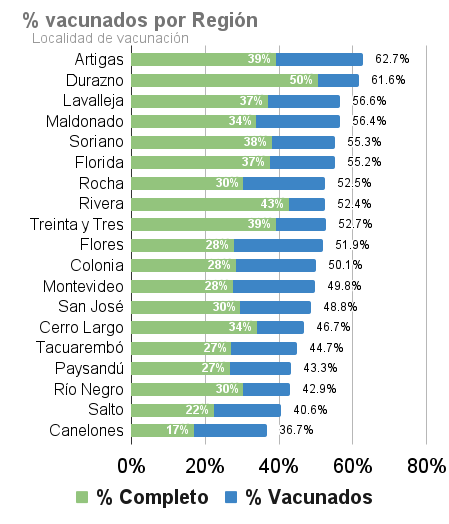 % vacunados por Región
Localidad de vacunación
Artigas 39% 62.7%
Durazno 50% 61.6%
Lavalleja 37% 56.6%
Maldonado 34% 56.4%
Soriano 38% 55.3%
Florida 37% 55.2%
Rocha 30% 52.5%
Rivera 43% 52.4%
Treinta y Tres 39% 52.7%
Flores 28% 51.9%
Colonia 28% 50.1%
Montevideo 28% 49.8%
San José 30% 48.8%
Cerro Largo 34% 46.7%
Tacuarembó 27% 44.7%
Paysandú 27% 43.3%
Río Negro 30% 42.9%
Salto 22% 40.6%
Canelones 17% 36.7%
0% 20% 40% 60% 80%
% Completo % Vacunados